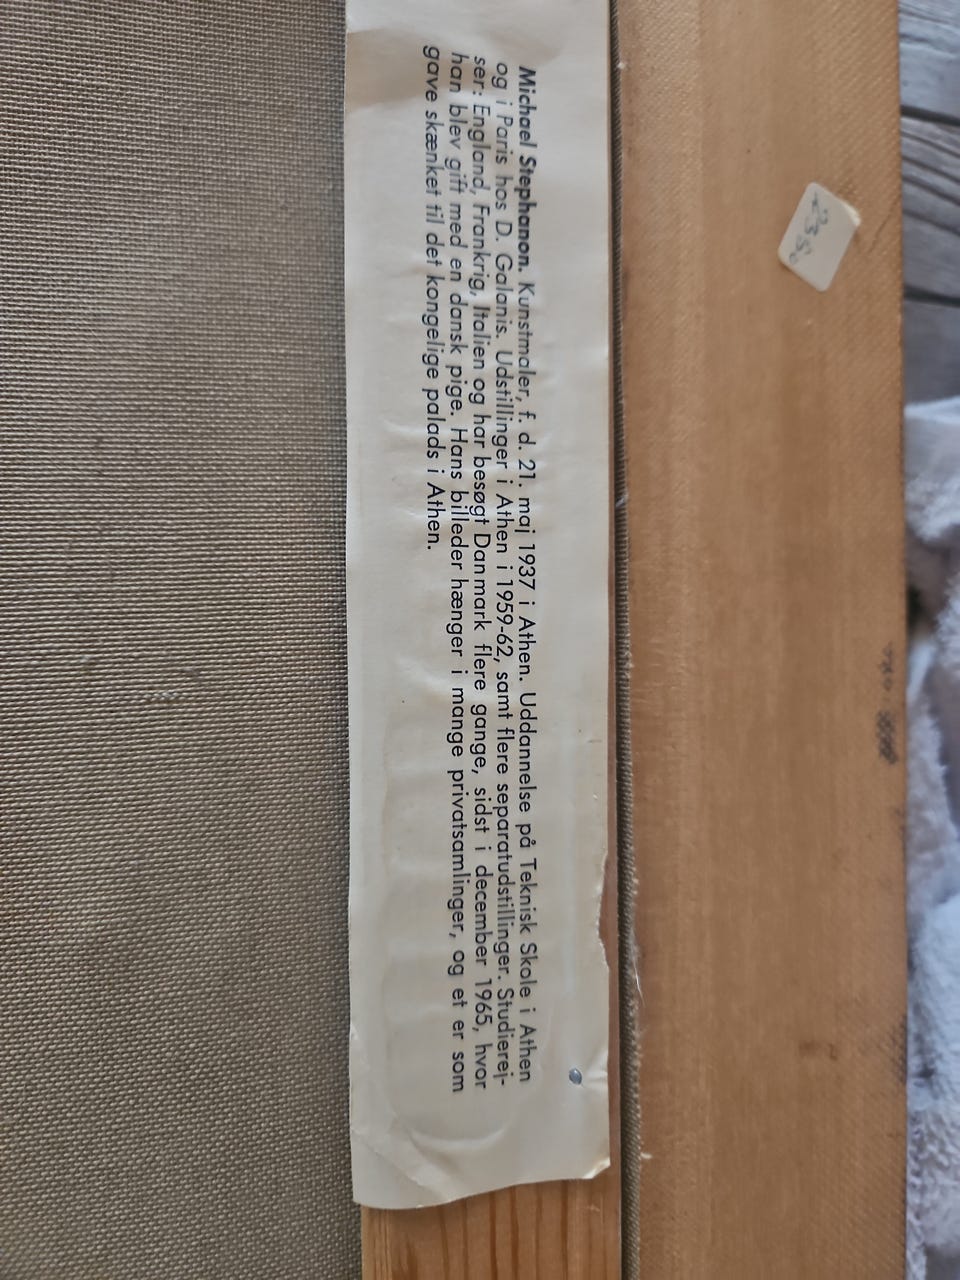 Michael Stephanon. Kunstmaler, f. d. 21. maj 1937 i Athen. Uddannelse på Teknisk Skole i Athen
og i Paris hos D. Galanis. Udstillinger i Athen i 1959-62, samt flere separatudstillinger. Studierej-
ser: England, Frankrig, Italien og har besøgt Danmark flere gange, sidst i december 1965, hvor
han blev gift med en dansk pige. Hans billeder hænger i mange privatsamlinger, og et er som
gave skænket til det kongelige palads i Athen.